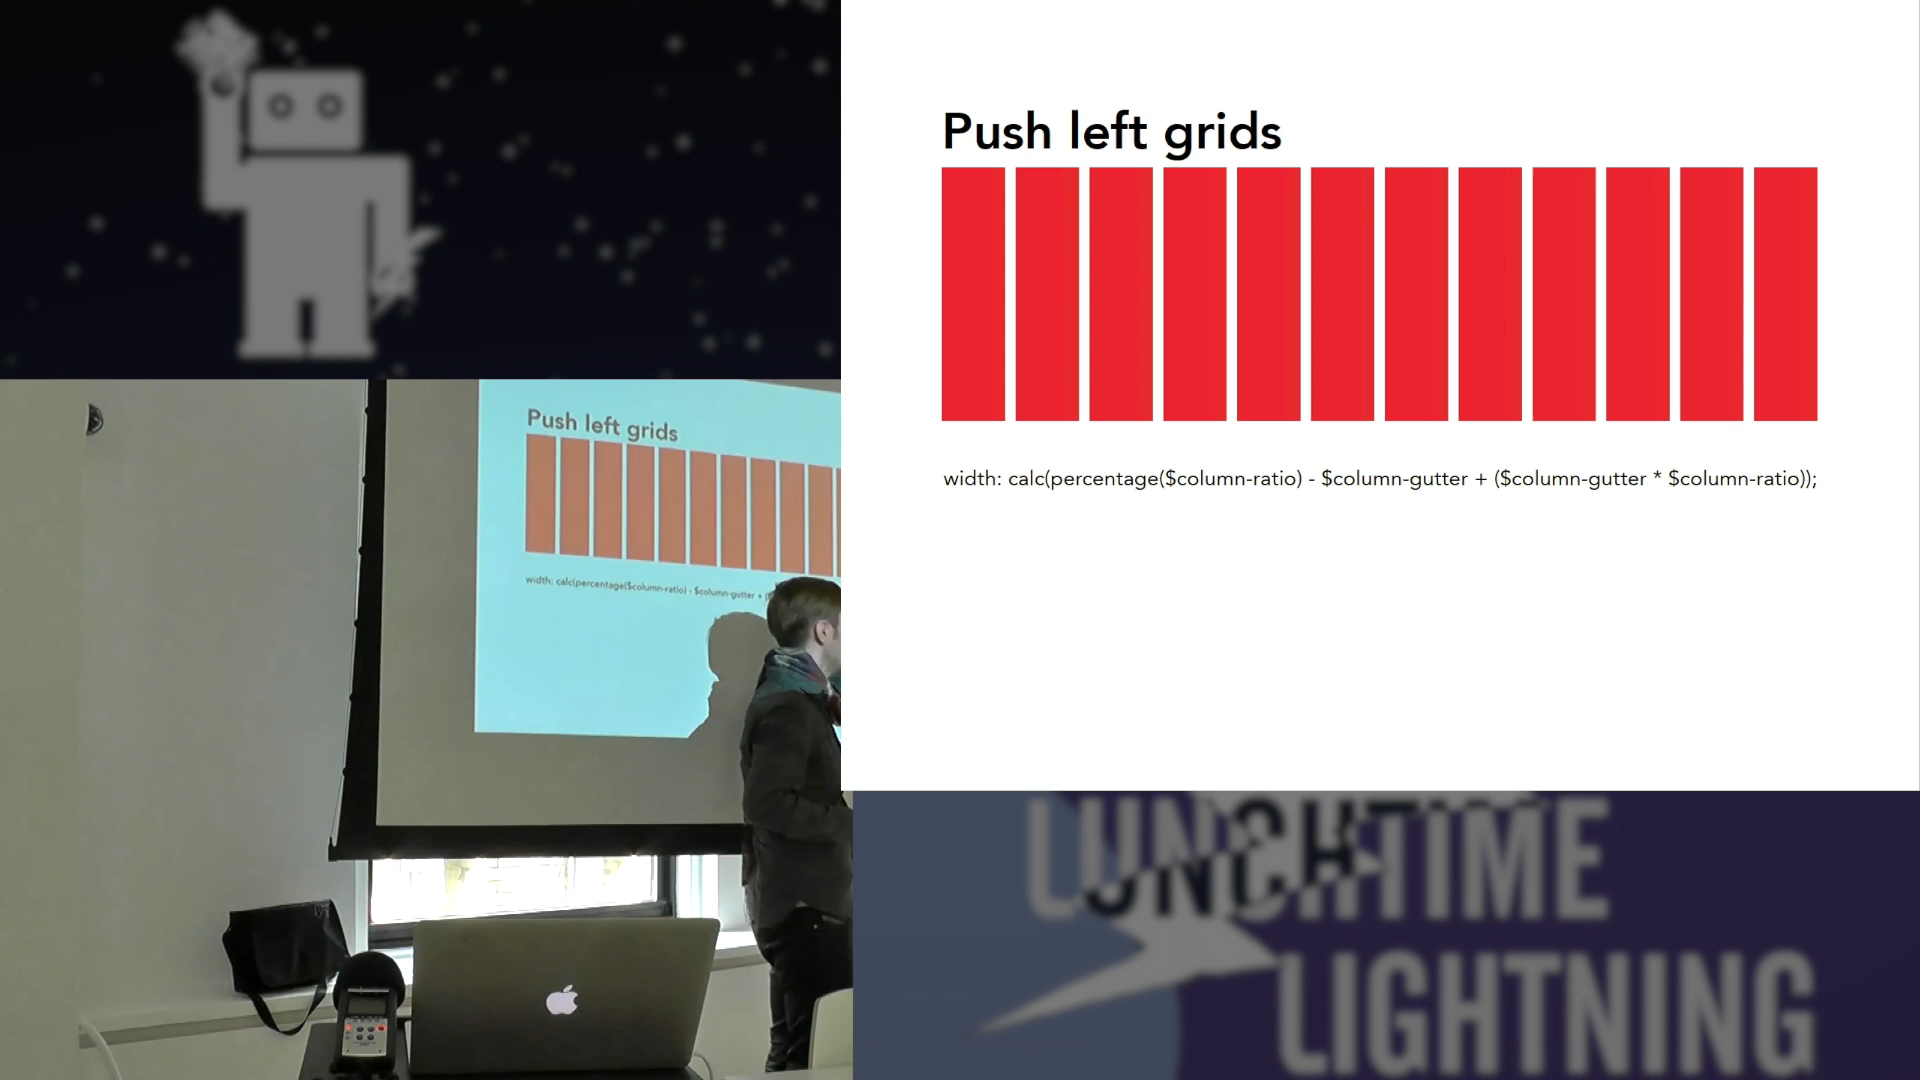 Push left grids
width: calc(percentage($column-ratio) - $column-gutter + ($column-gutter * $column-ratio));
Push left grids
width: calc(percentage($column-ratio) - $column-gutter + (
LUNCHTIME
LIGHTNING